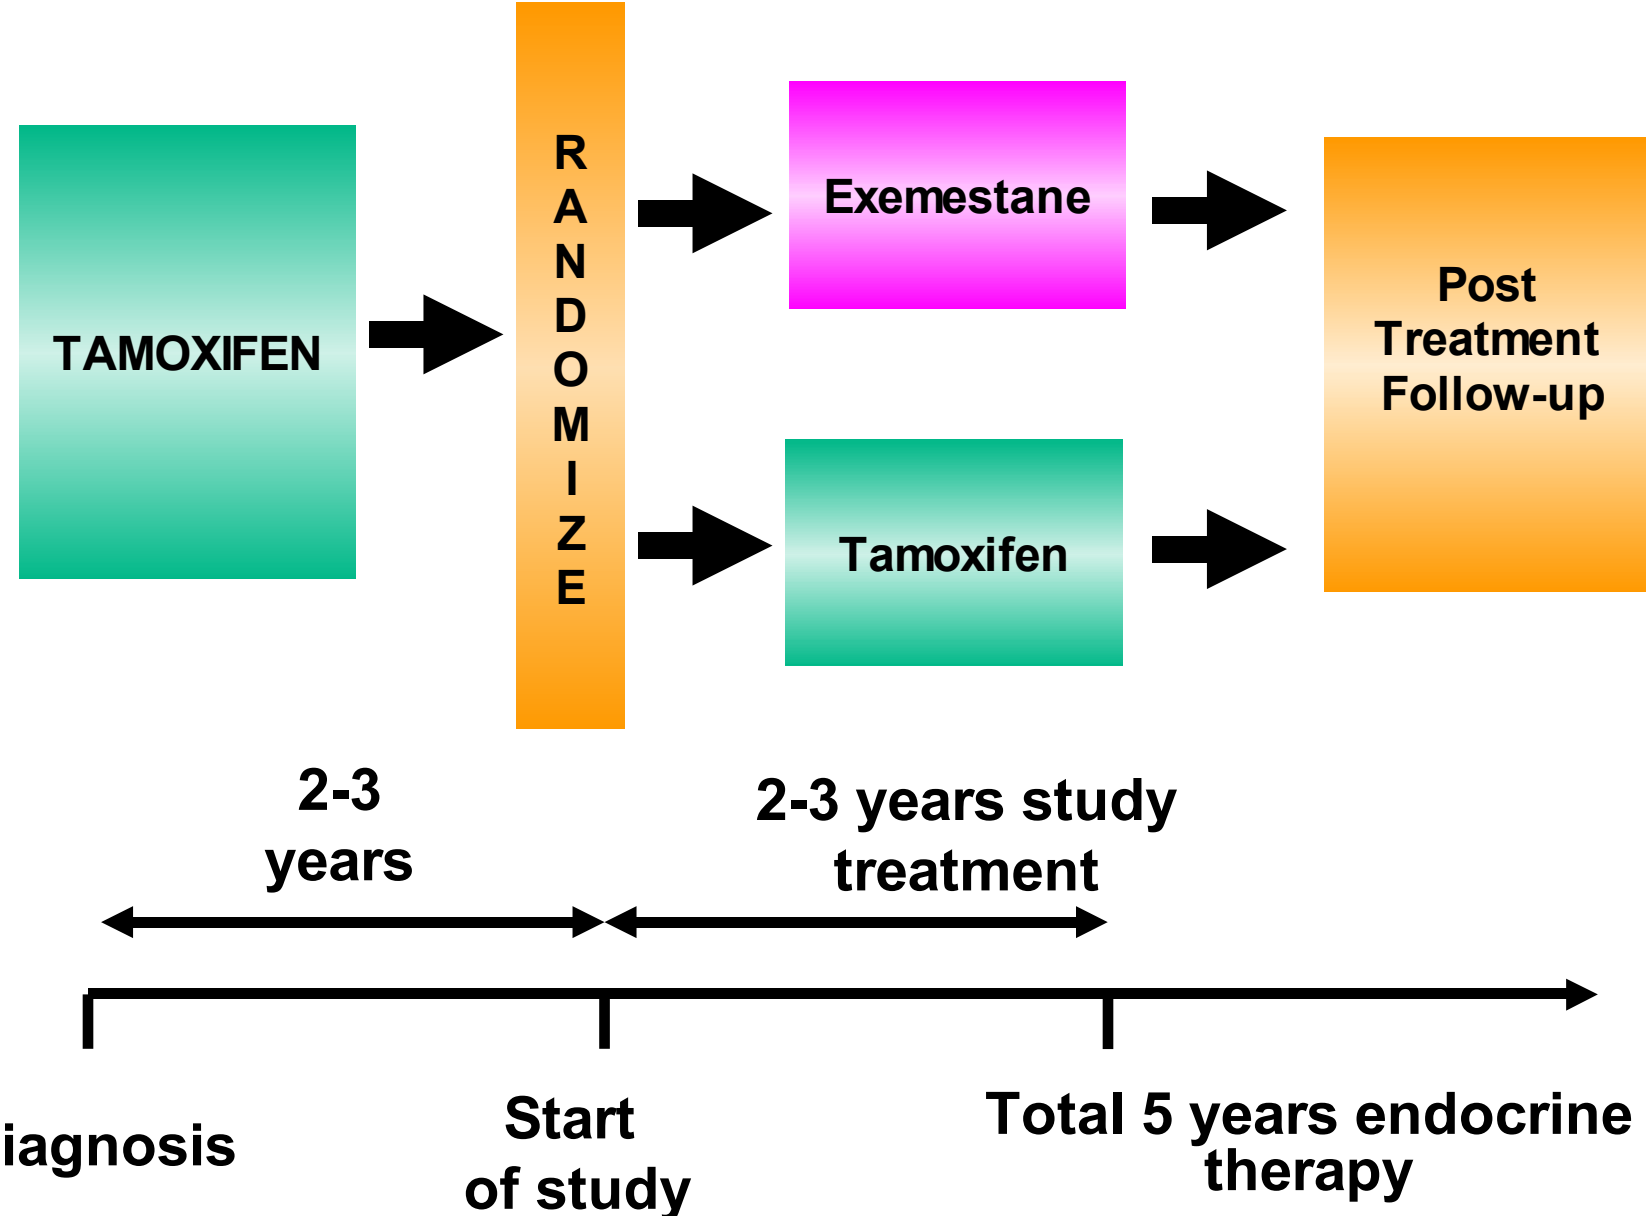 TAMOXIFEN
R
A
N
D
O
M
I
Z
E
Exemestane
Tamoxifen
Post
Treatment
Follow-up
2-3
years
2-3 years study
treatment
iagnosis
Start
of study
Total 5 years endocrine
therapy